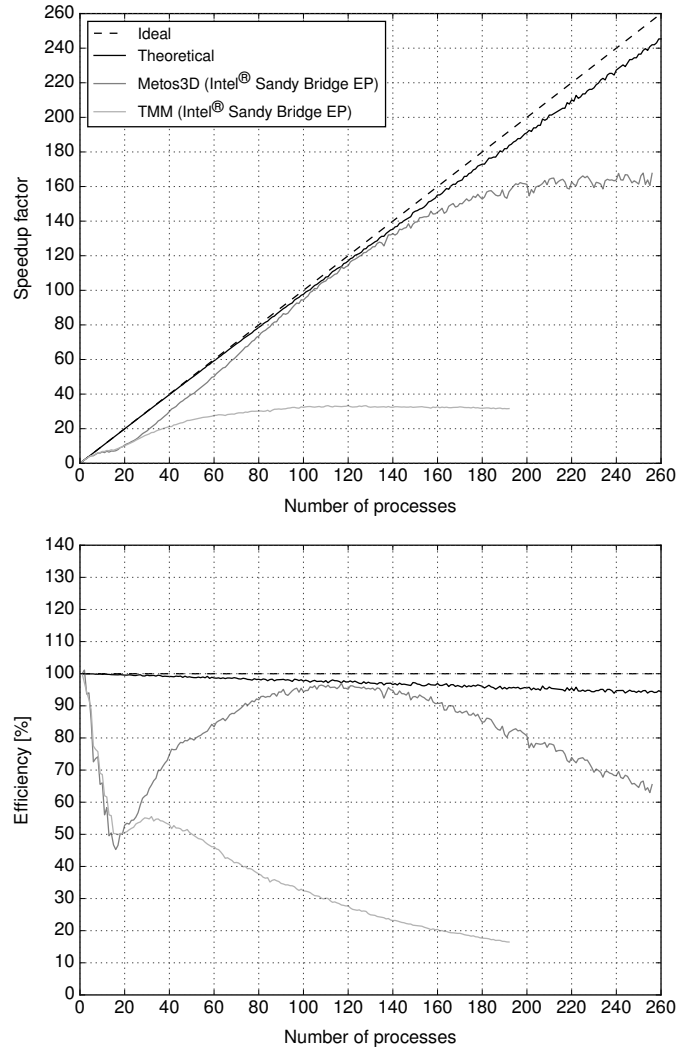 260
240
220
200
180
160
140
120
100
80
60
40
20
0
Speedup factor
Ideal
Theoretical
Metos3D (Intel® Sandy Bridge EP)
TMM (Intel® Sandy Bridge EP)
0 20 40 60 80 100 120 140 160 180 200 220 240 260
Number of processes
140
130
120
110
100
90
80
70
60
50
40
30
20
10
0
Efficiency [%]
0 20 40 60 80 100 120 140 160 180 200 220 240 260
Number of processes